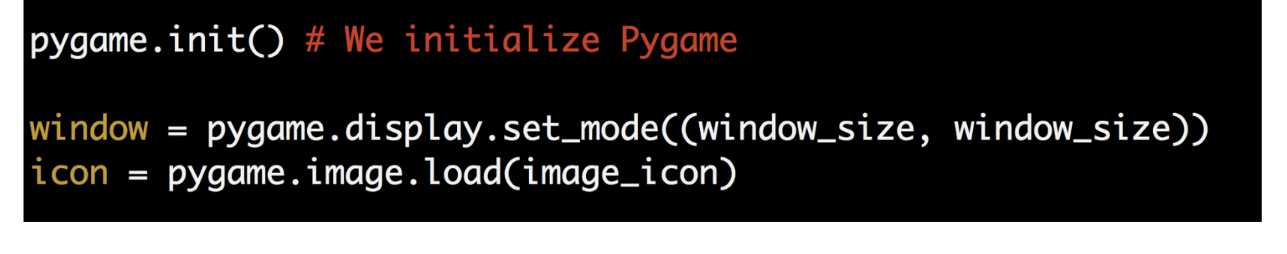 pygame.init() # We initialize Pygame
window = pygame.display.set_mode((window_size, window_size))
icon = pygame.image.load(image_icon)